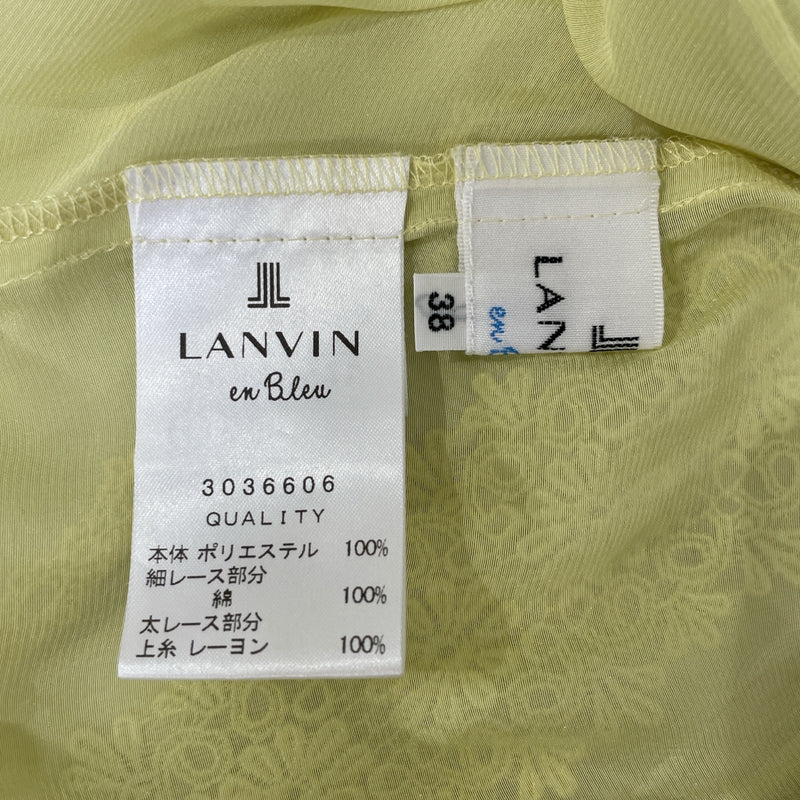 LANVIN
en Bleu
3036606
QUALITY
本体 ポリエステル 100%
細レース部分
綿 100%
太レース部分
上糸 レーヨン 100%
38
LAN
en